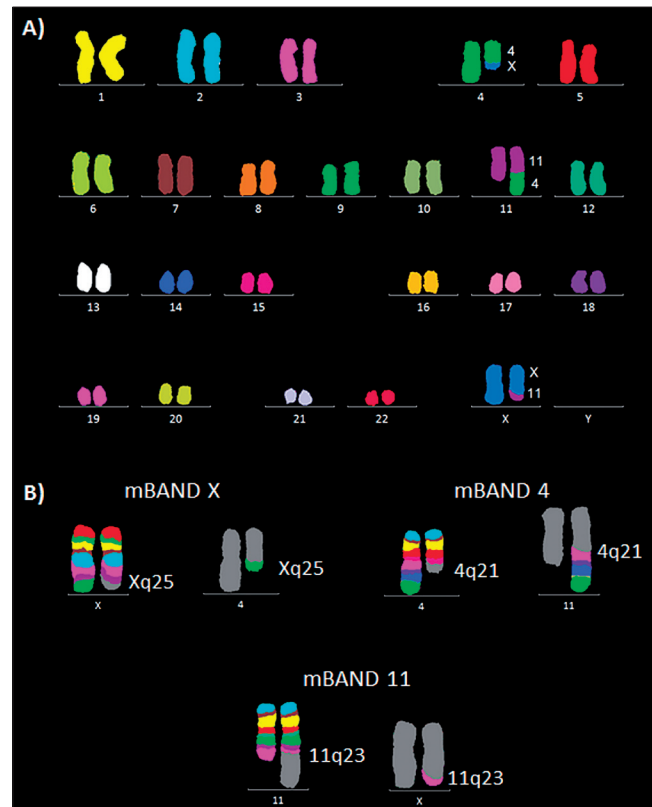 A)
4
X
1 2 3 4 5
11
4
6 7 8 9 10 11 12
13 14 15 16 17 18
X
11
19 20 21 22 X Y
B)
mBAND X mBAND 4
Xq25 Xq25 4q21 4q21
X 4 4 11
mBAND 11
11q23 11q23
11 X